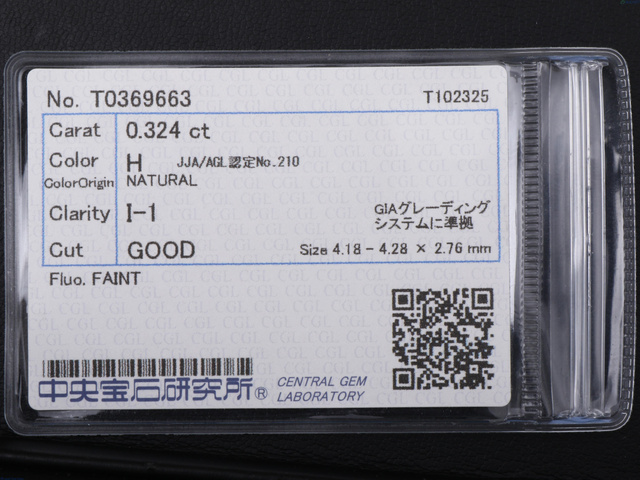 No. T0369663 T102325
Carat 0.324 ct
Color H JJA/AGL認定No.210
ColorOrigin NATURAL
Clarity I-1 GIAグレーディング
システムに準拠
Cut GOOD Size 4.18 - 4.28 × 2.76 mm
Fluo. FAINT
中央宝石研究所® CENTRAL GEM
LABORATORY